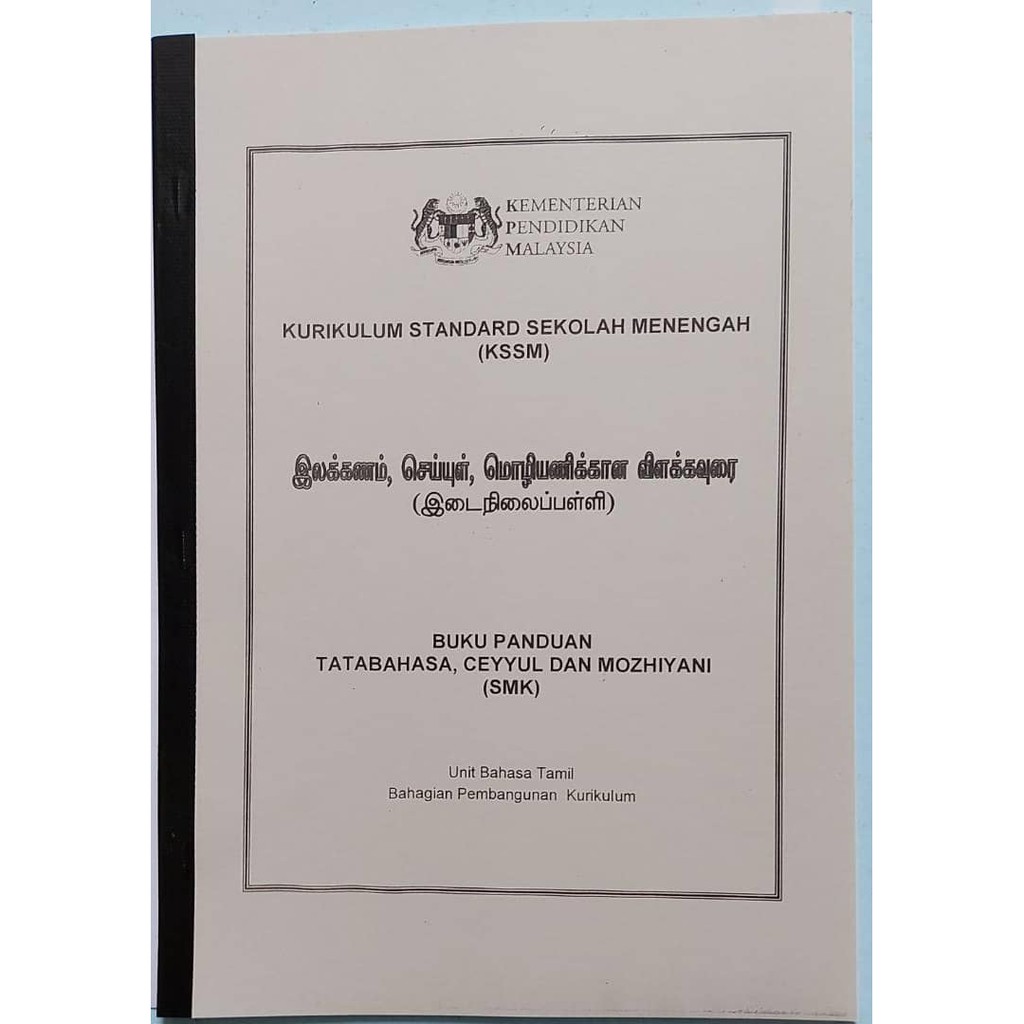 KEMENTERIAN
PENDIDIKAN
MALAYSIA
KURIKULUM STANDARD SEKOLAH MENENGAH
(KSSM)
இலக்கணம், செய்யுள், மொழியணிக்கான விளக்கவுரை
(இடைநிலைப்பள்ளி)
BUKU PANDUAN
TATABAHASA, CEYYUL DAN MOZHIYANI
(SMK)
Unit Bahasa Tamil
Bahagian Pembangunan Kurikulum